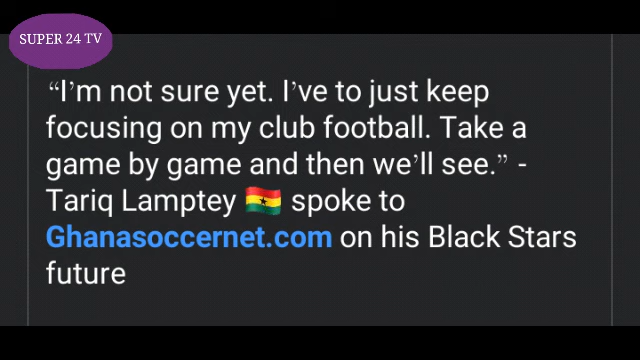 SUPER 24 TV
“I’m not sure yet. I’ve to just keep
focusing on my club football. Take a
game by game and then we’ll see.” -
Tariq Lamptey 🇬🇭 spoke to
Ghanasoccernet.com on his Black Stars
future